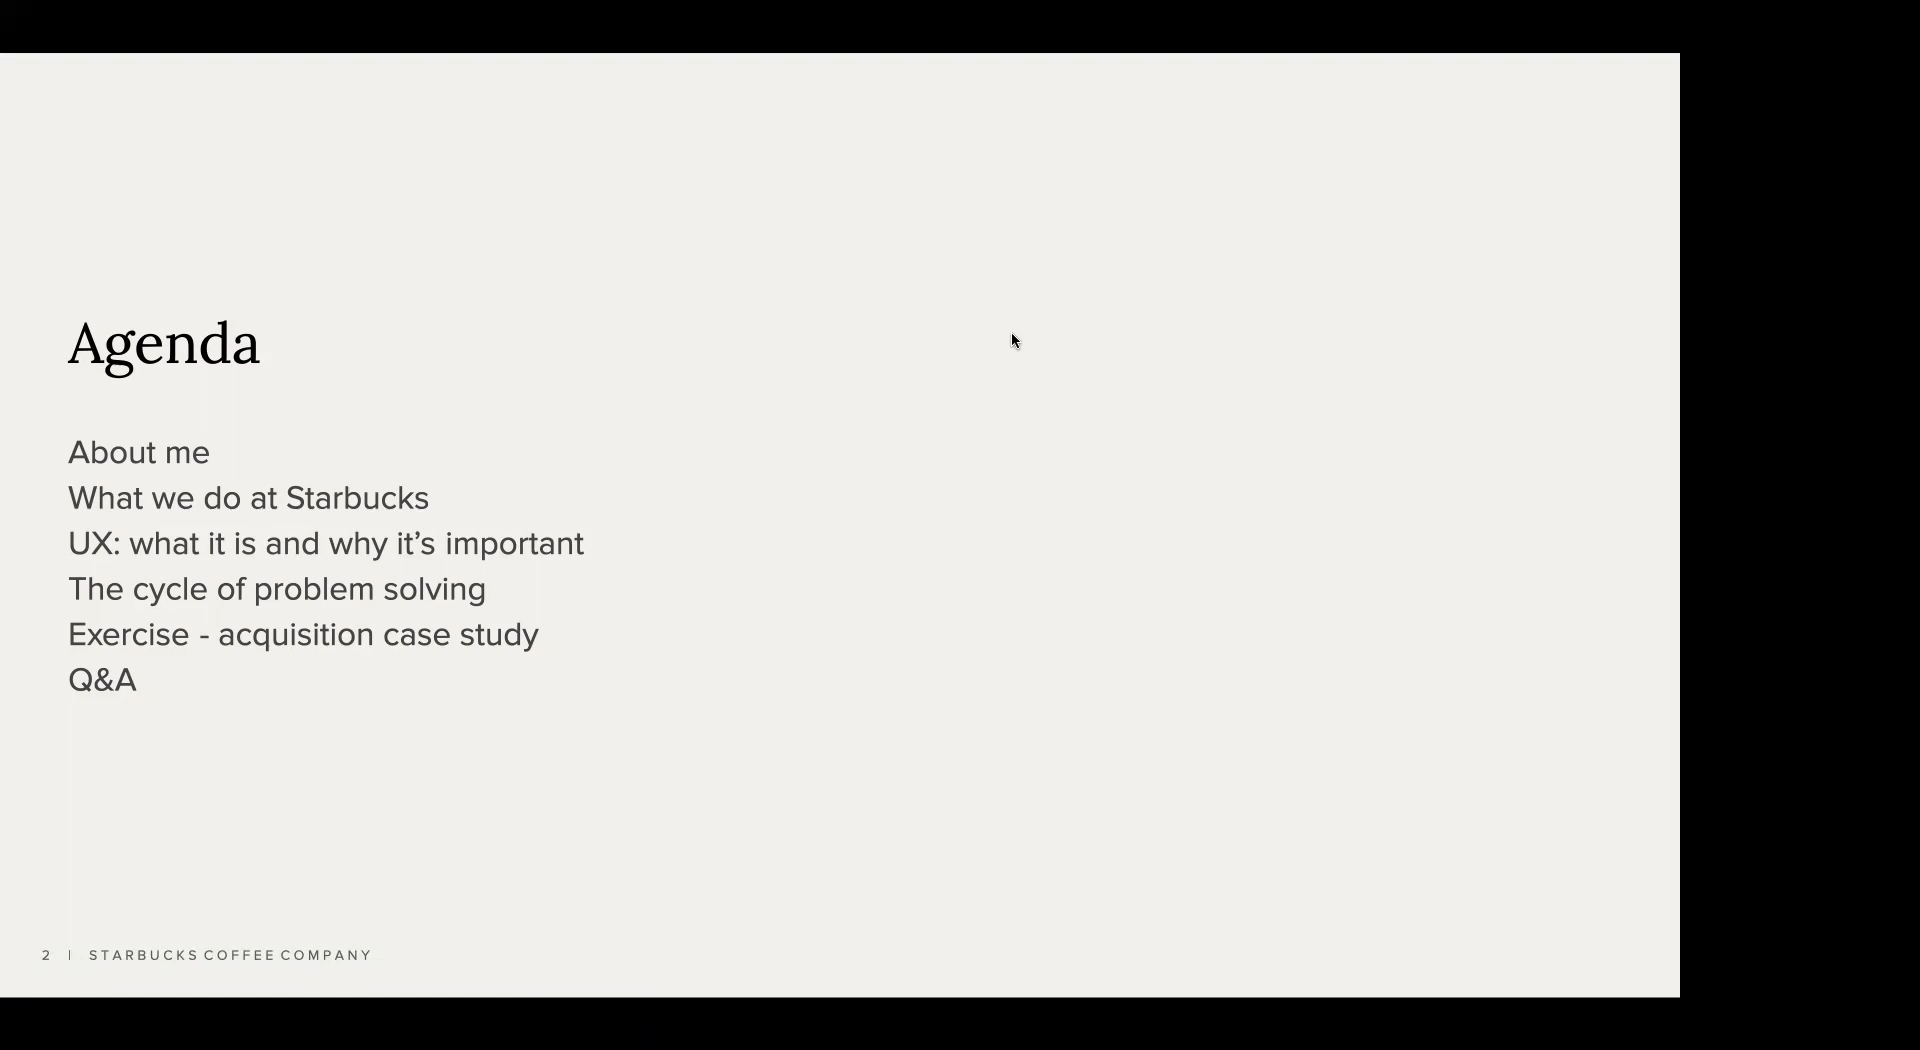 Agenda
About me
What we do at Starbucks
UX: what it is and why it’s important
The cycle of problem solving
Exercise - acquisition case study
Q&A
2 | STARBUCKS COFFEE COMPANY